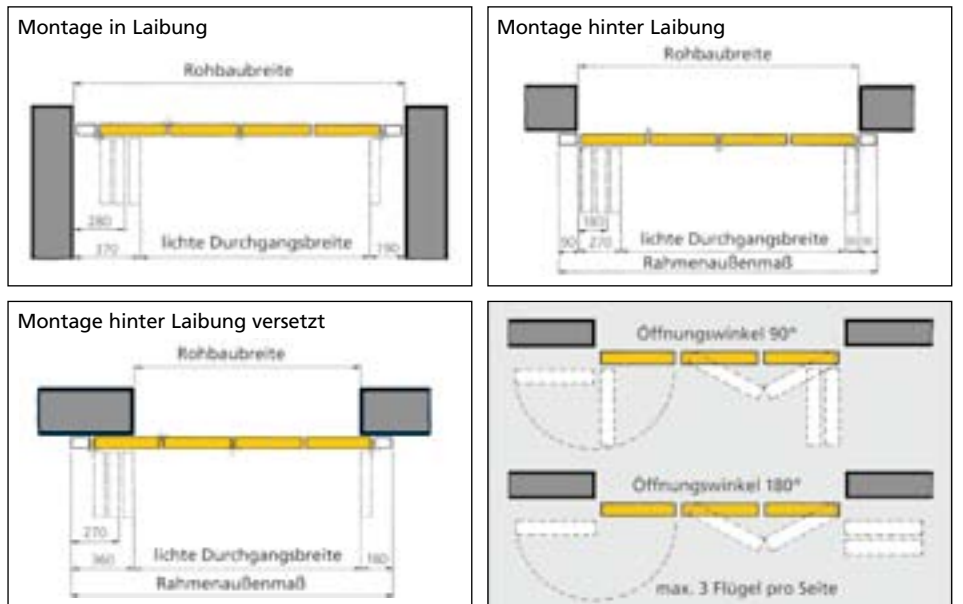 Montage in Laibung
Rohbaubreite
280
370
lichte Durchgangsbreite
190
Montage hinter Laibung
Rohbaubreite
180
90
270
lichte Durchgangsbreite
Rahmenaußenmaß
Montage hinter Laibung versetzt
Rohbaubreite
270
360
lichte Durchgangsbreite
180
Rahmenaußenmaß
Öffnungswinkel 90°
Öffnungswinkel 180°
max. 3 Flügel pro Seite